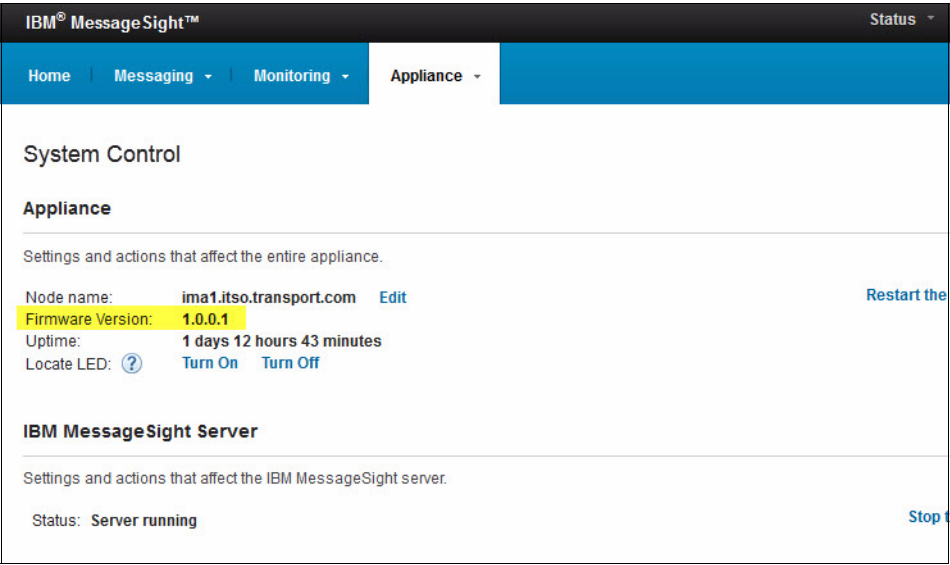 IBM® MessageSight™ Status
Home Messaging Monitoring Appliance
System Control
Appliance
Settings and actions that affect the entire appliance.
Node name: ima1.itso.transport.com Edit Restart the
Firmware Version: 1.0.0.1
Uptime: 1 days 12 hours 43 minutes
Locate LED: ? Turn On Turn Off
IBM MessageSight Server
Settings and actions that affect the IBM MessageSight server.
Status: Server running Stop t